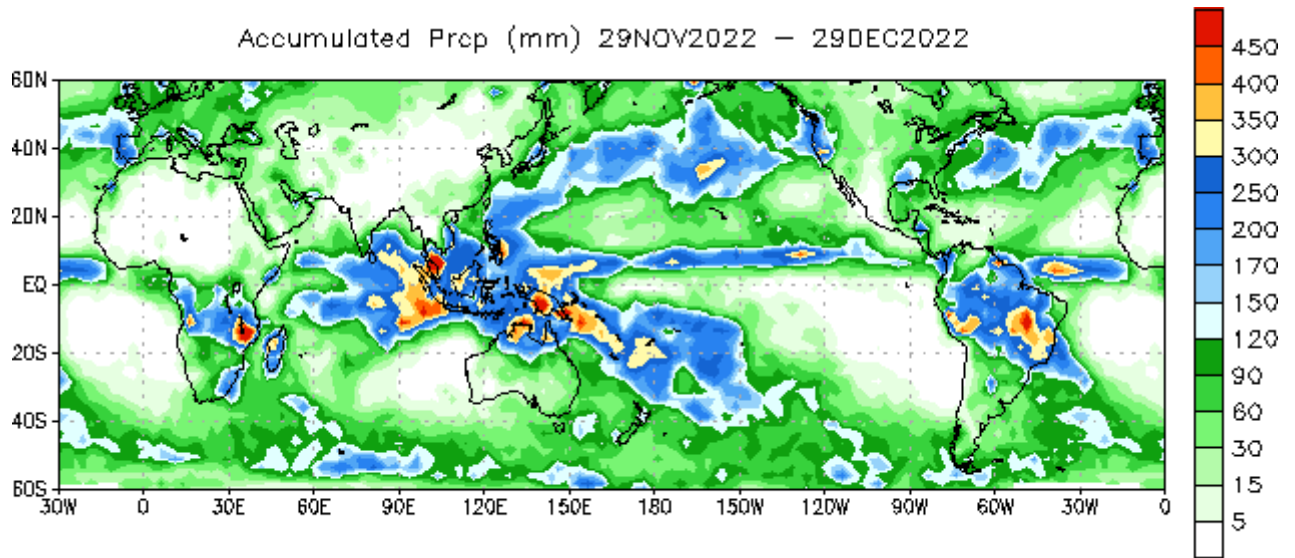 Accumulated Prcp (mm) 29NOV2022 – 29DEC2022
60N
40N
20N
EQ
20S
40S
60S
30W 0 30E 60E 90E 120E 150E 180 150W 120W 90W 60W 30W 0
450
400
350
300
250
200
170
150
120
90
60
30
15
5